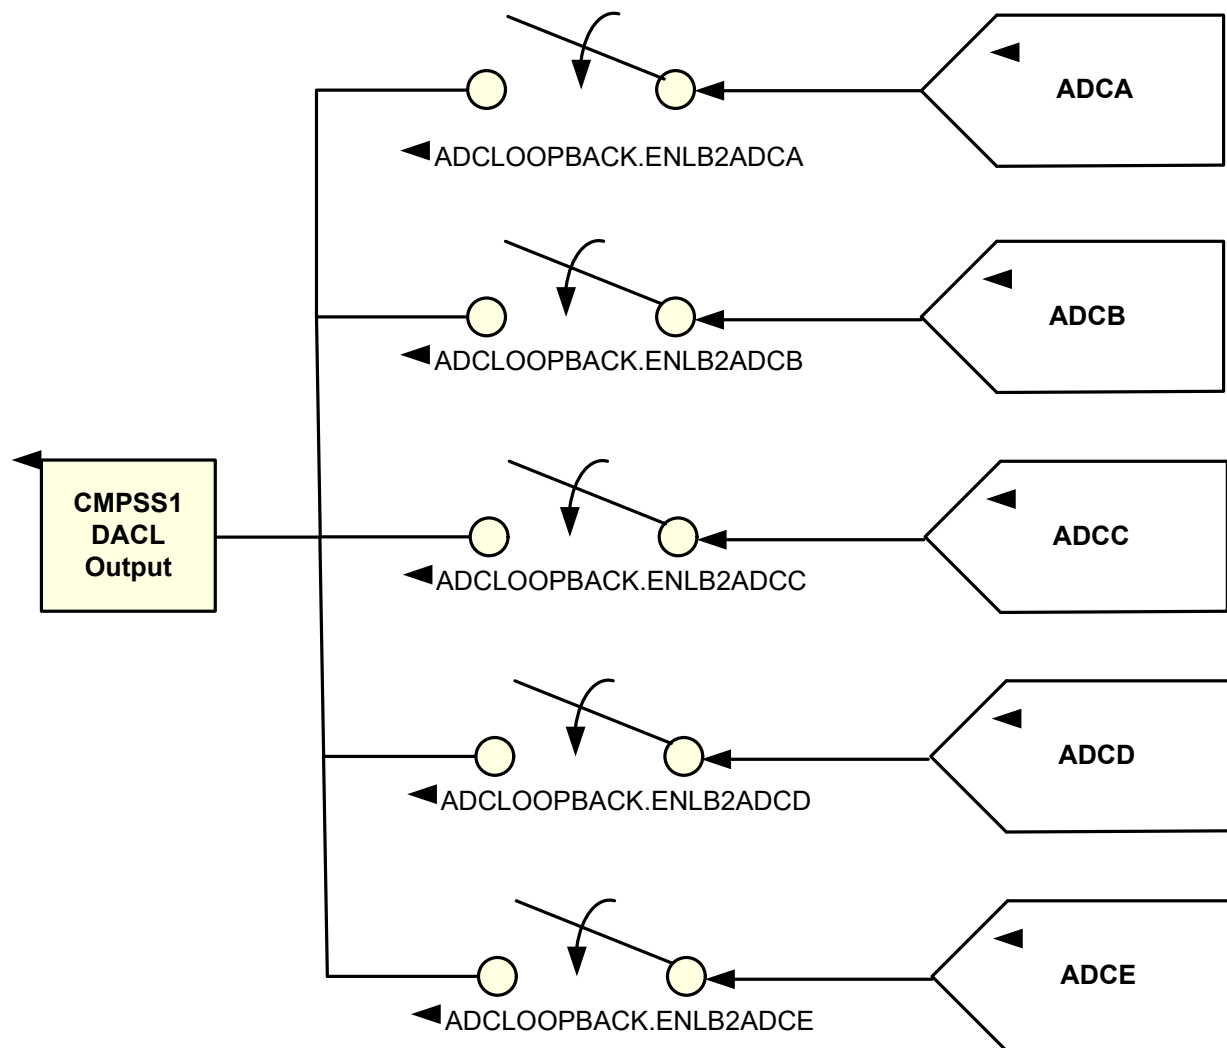 ADCA
ADCLOOPBACK.ENLB2ADCA
ADCB
ADCLOOPBACK.ENLB2ADCB
CMPSS1
DACL
Output
ADCC
ADCLOOPBACK.ENLB2ADCC
ADCD
ADCLOOPBACK.ENLB2ADCD
ADCE
ADCLOOPBACK.ENLB2ADCE